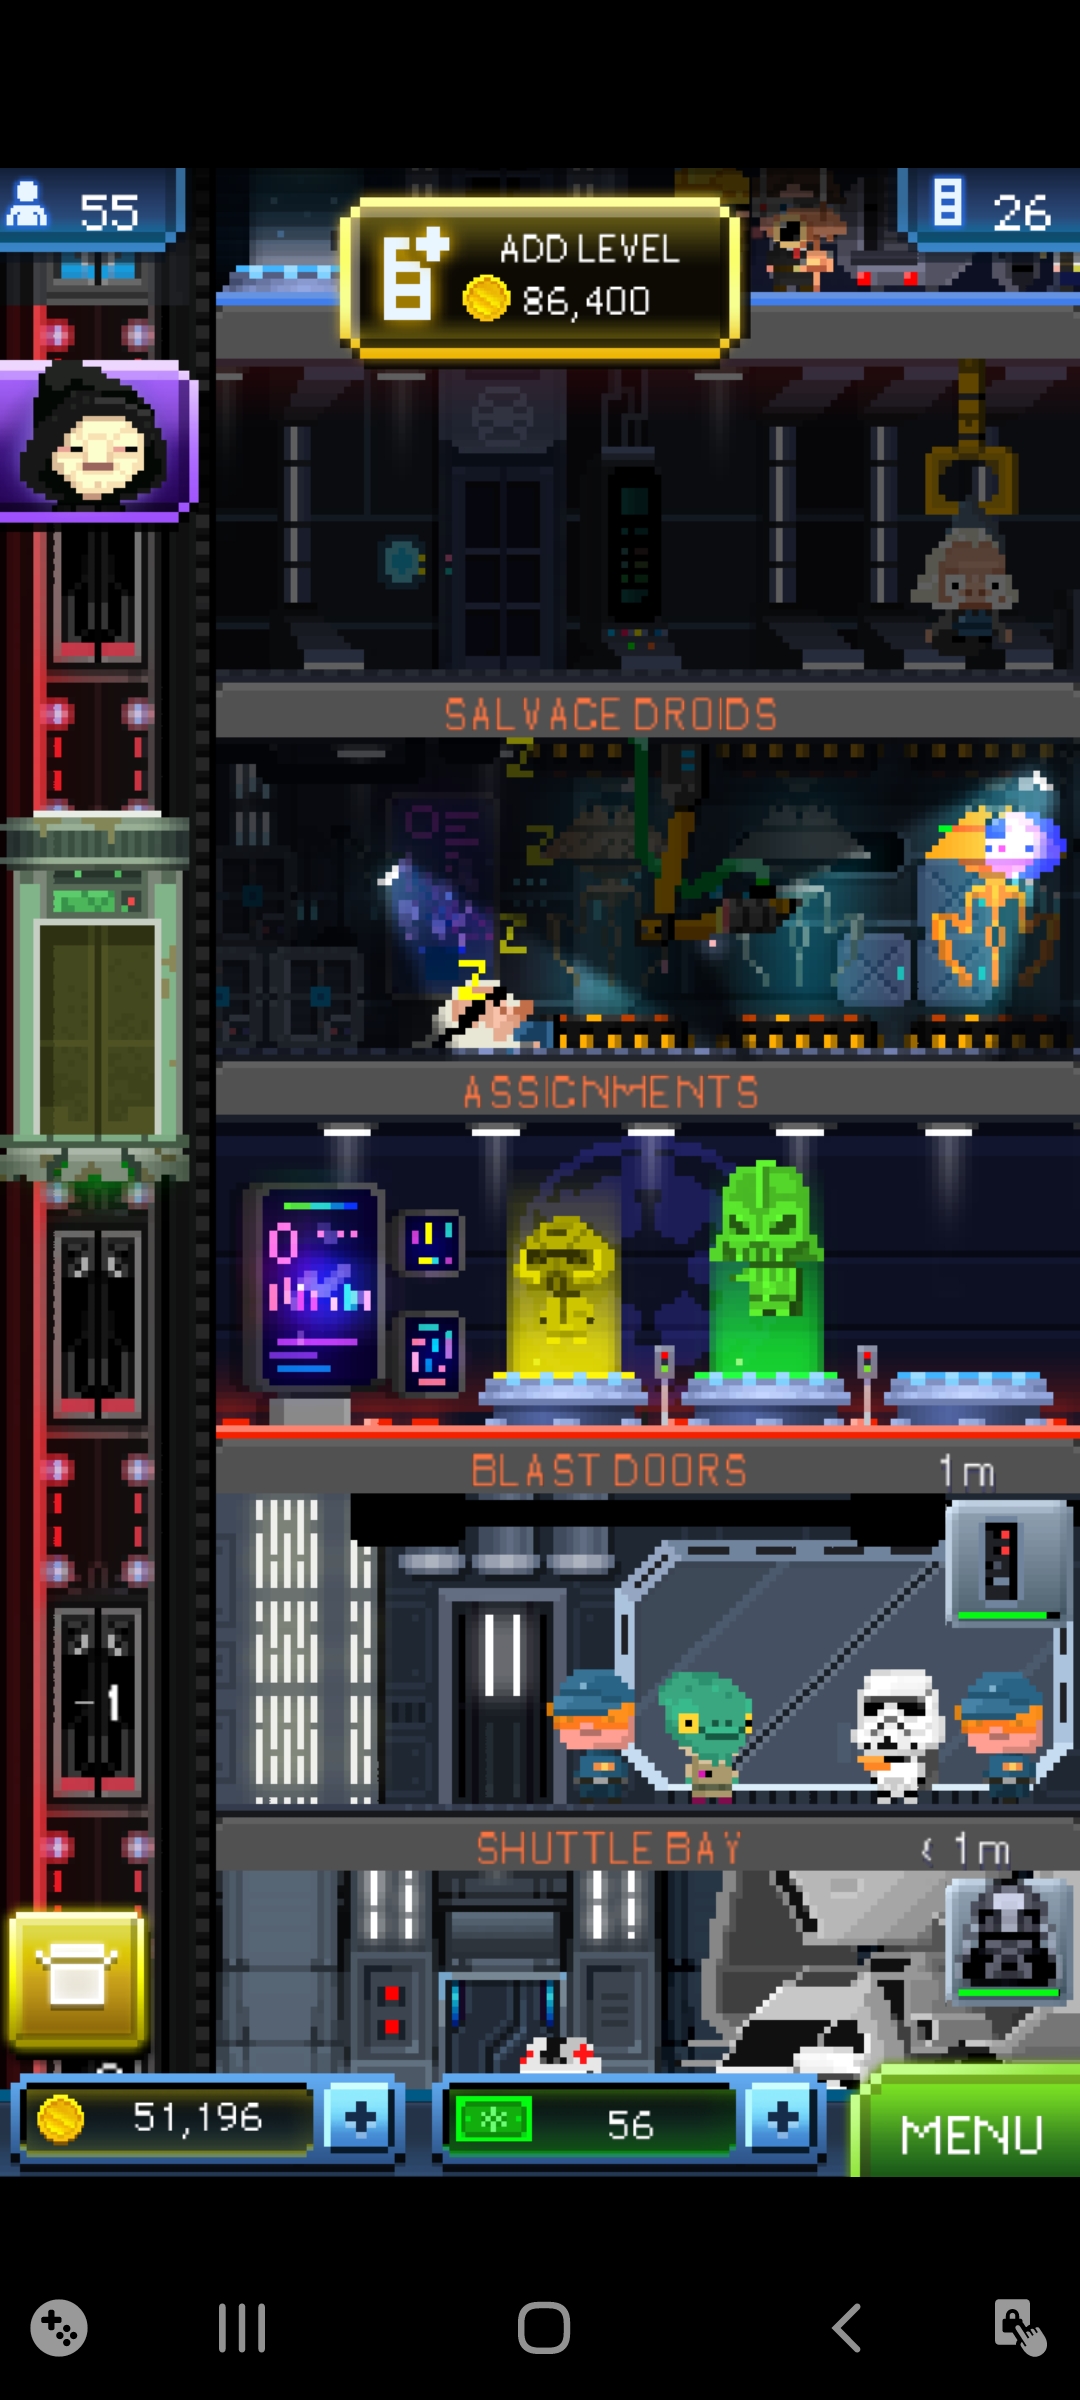 55
ADD LEVEL
86,400
26
SALVAGE DROIDS
Z
Z
Z
Z
ASSIGNMENTS
BLAST DOORS 1m
-1
SHUTTLE BAY < 1m
51,196
56
MENU